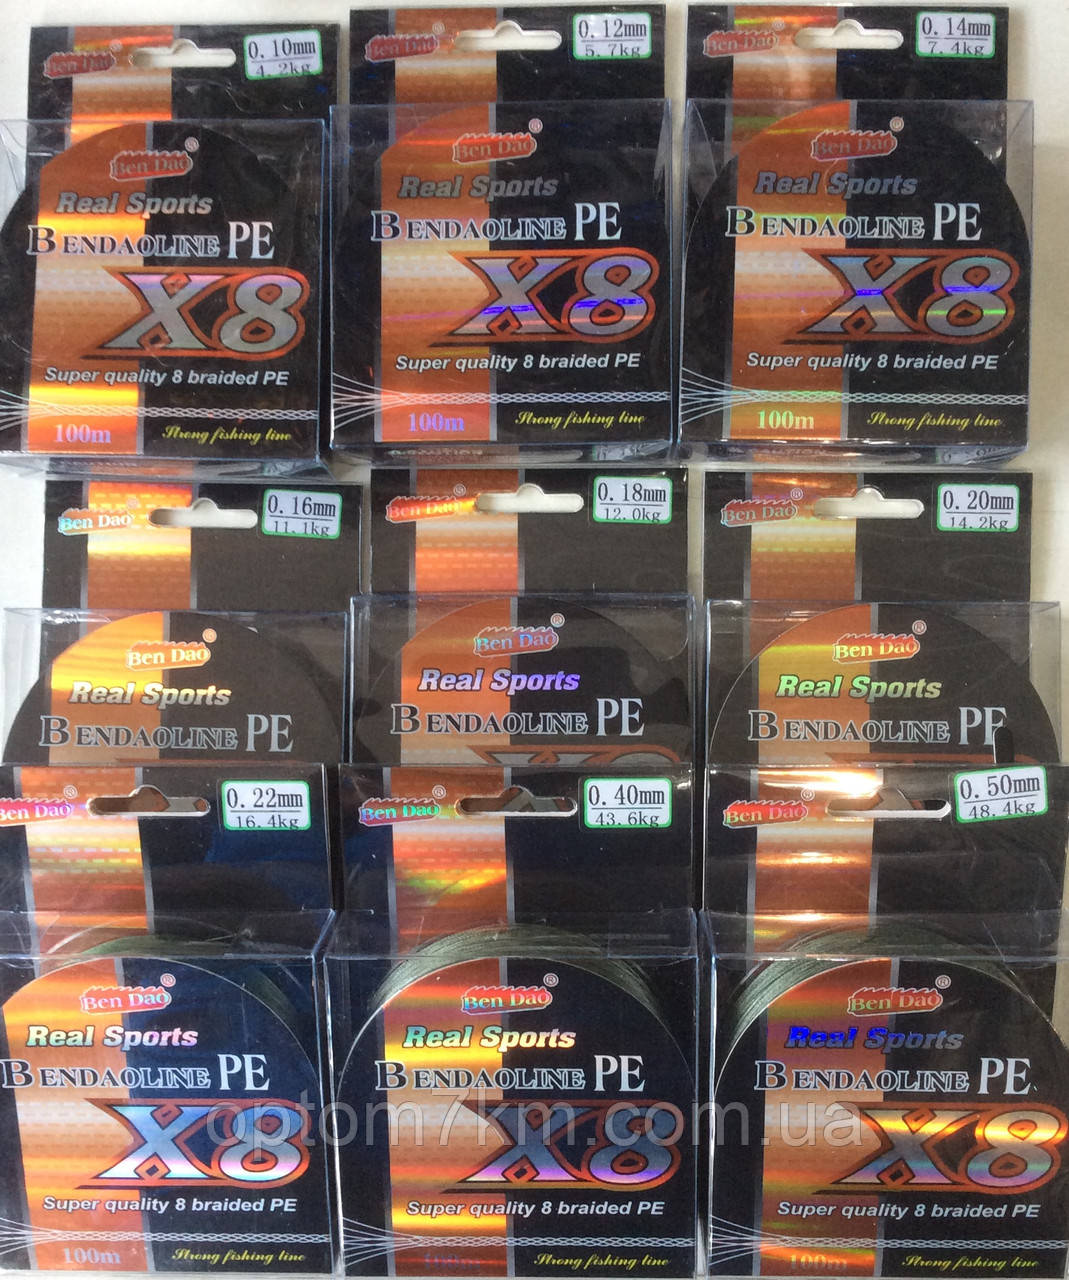 Ben Dao®
0.10mm
4.2kg
Ben Dao®
Real Sports
BENDAOLINE PE
X8
Super quality 8 braided PE
100m
Strong fishing line
Ben Dao®
0.12mm
5.7kg
Ben Dao®
Real Sports
BENDAOLINE PE
X8
Super quality 8 braided PE
100m
Strong fishing line
Ben Dao®
0.14mm
7.4kg
Ben Dao®
Real Sports
BENDAOLINE PE
X8
Super quality 8 braided PE
100m
Strong fishing line
Ben Dao®
0.16mm
11.1kg
Ben Dao®
Real Sports
BENDAOLINE PE
Ben Dao®
0.18mm
12.0kg
Ben Dao®
Real Sports
BENDAOLINE PE
Ben Dao®
0.20mm
14.2kg
Ben Dao®
Real Sports
BENDAOLINE PE
Ben Dao®
0.22mm
16.4kg
Ben Dao®
Real Sports
BENDAOLINE PE
X8
Super quality 8 braided PE
100m
Strong fishing line
Ben Dao®
0.40mm
43.6kg
Ben Dao®
Real Sports
BENDAOLINE PE
X8
Super quality 8 braided PE
100m
Strong fishing line
Ben Dao®
0.50mm
48.4kg
Ben Dao®
Real Sports
BENDAOLINE PE
X8
Super quality 8 braided PE
100m
Strong fishing line
optom7km.com.ua